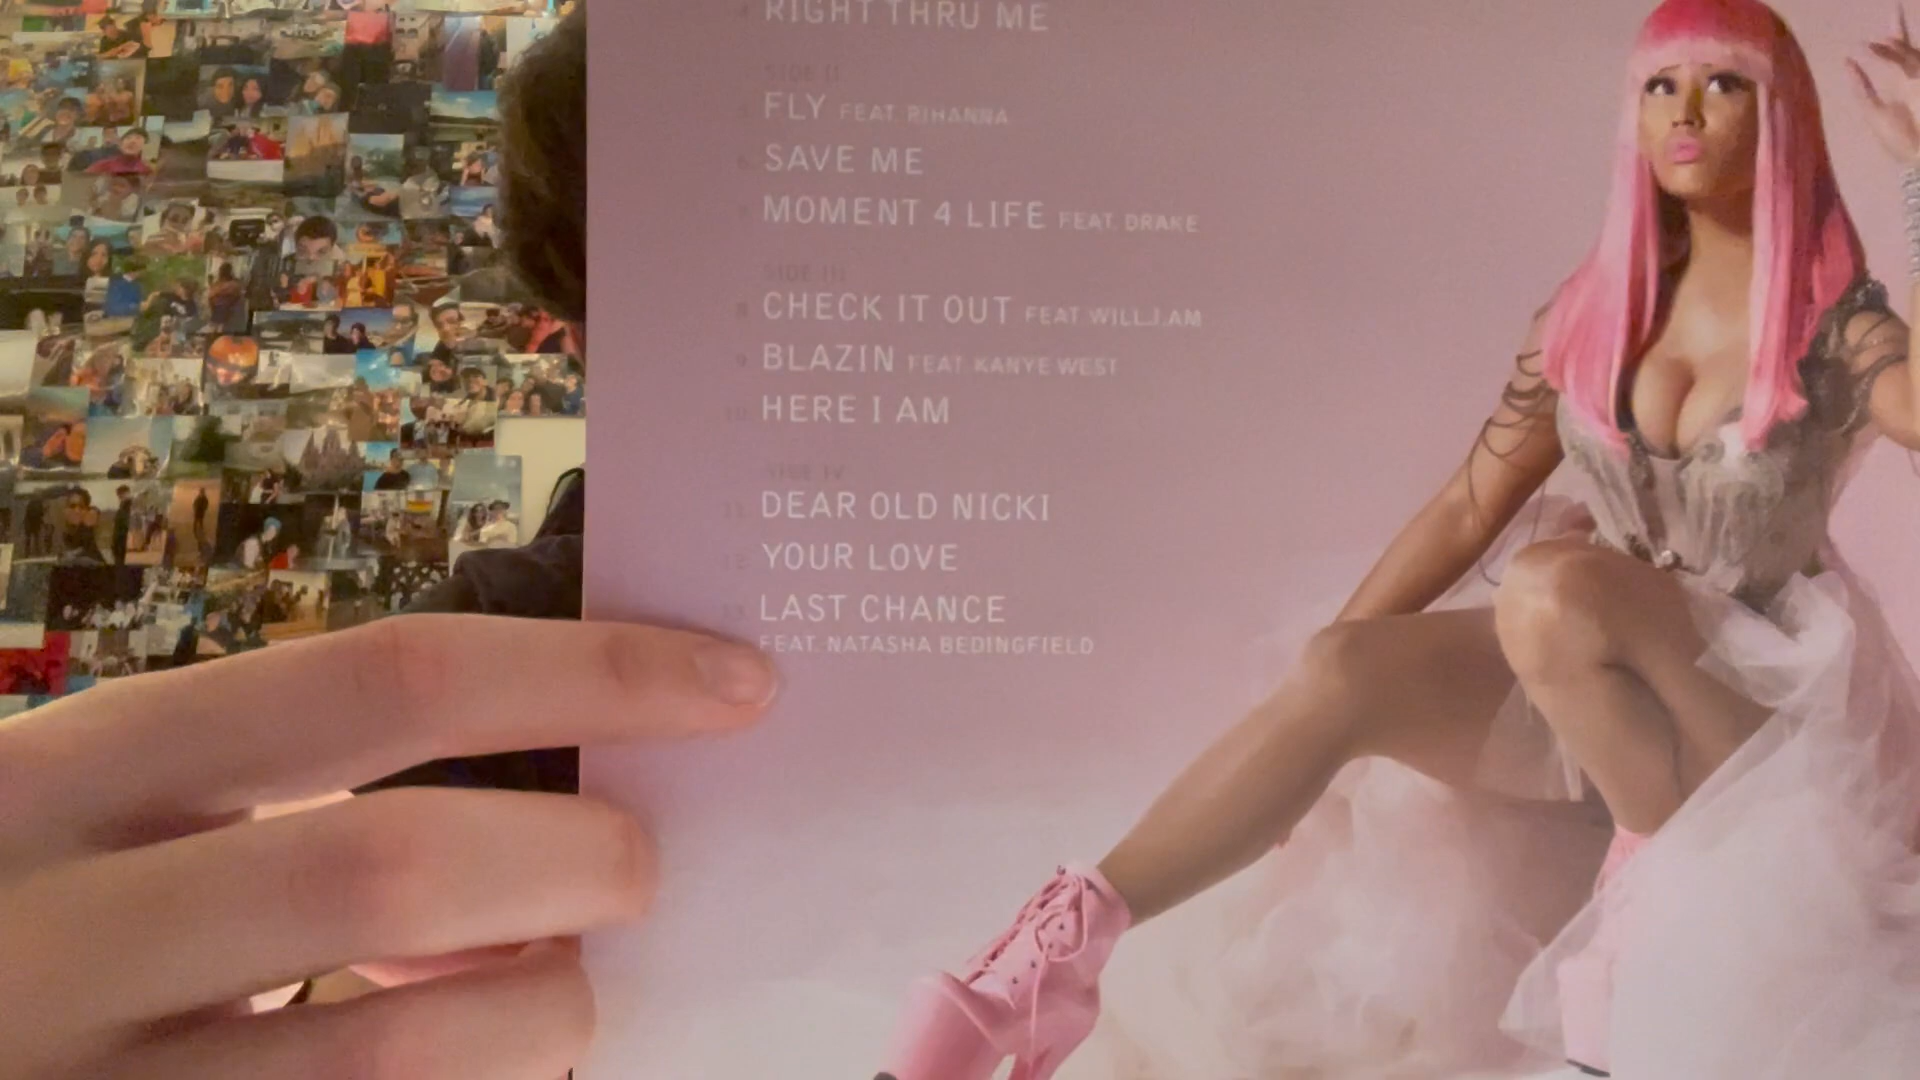 RIGHT THRU ME
SIDE II
FLY FEAT. RIHANNA
6. SAVE ME
7. MOMENT 4 LIFE FEAT. DRAKE
SIDE III
8. CHECK IT OUT FEAT WILL.I.AM
9. BLAZIN FEAT. KANYE WEST
10. HERE I AM
SIDE IV
11. DEAR OLD NICKI
12. YOUR LOVE
13. LAST CHANCE
FEAT. NATASHA BEDINGFIELD